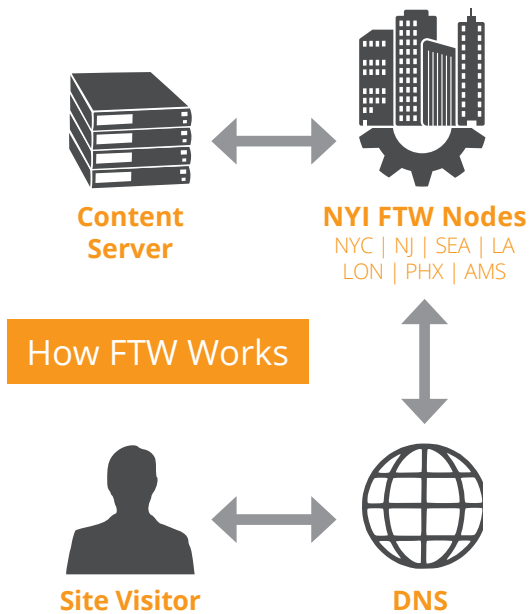 Content
Server
NYI FTW Nodes
NYC | NJ | SEA | LA
LON | PHX | AMS
How FTW Works
Site Visitor
DNS